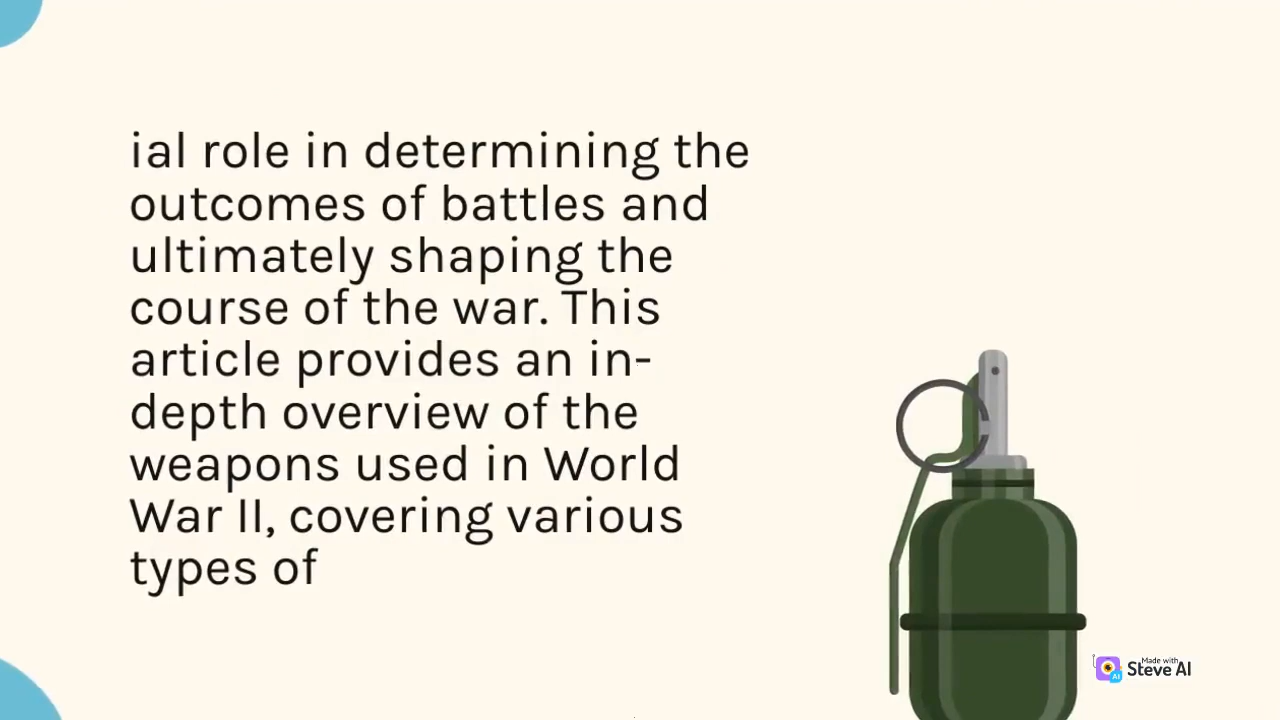 ial role in determining the
outcomes of battles and
ultimately shaping the
course of the war. This
article provides an in-
depth overview of the
weapons used in World
War II, covering various
types of
Made with
Steve AI
AI